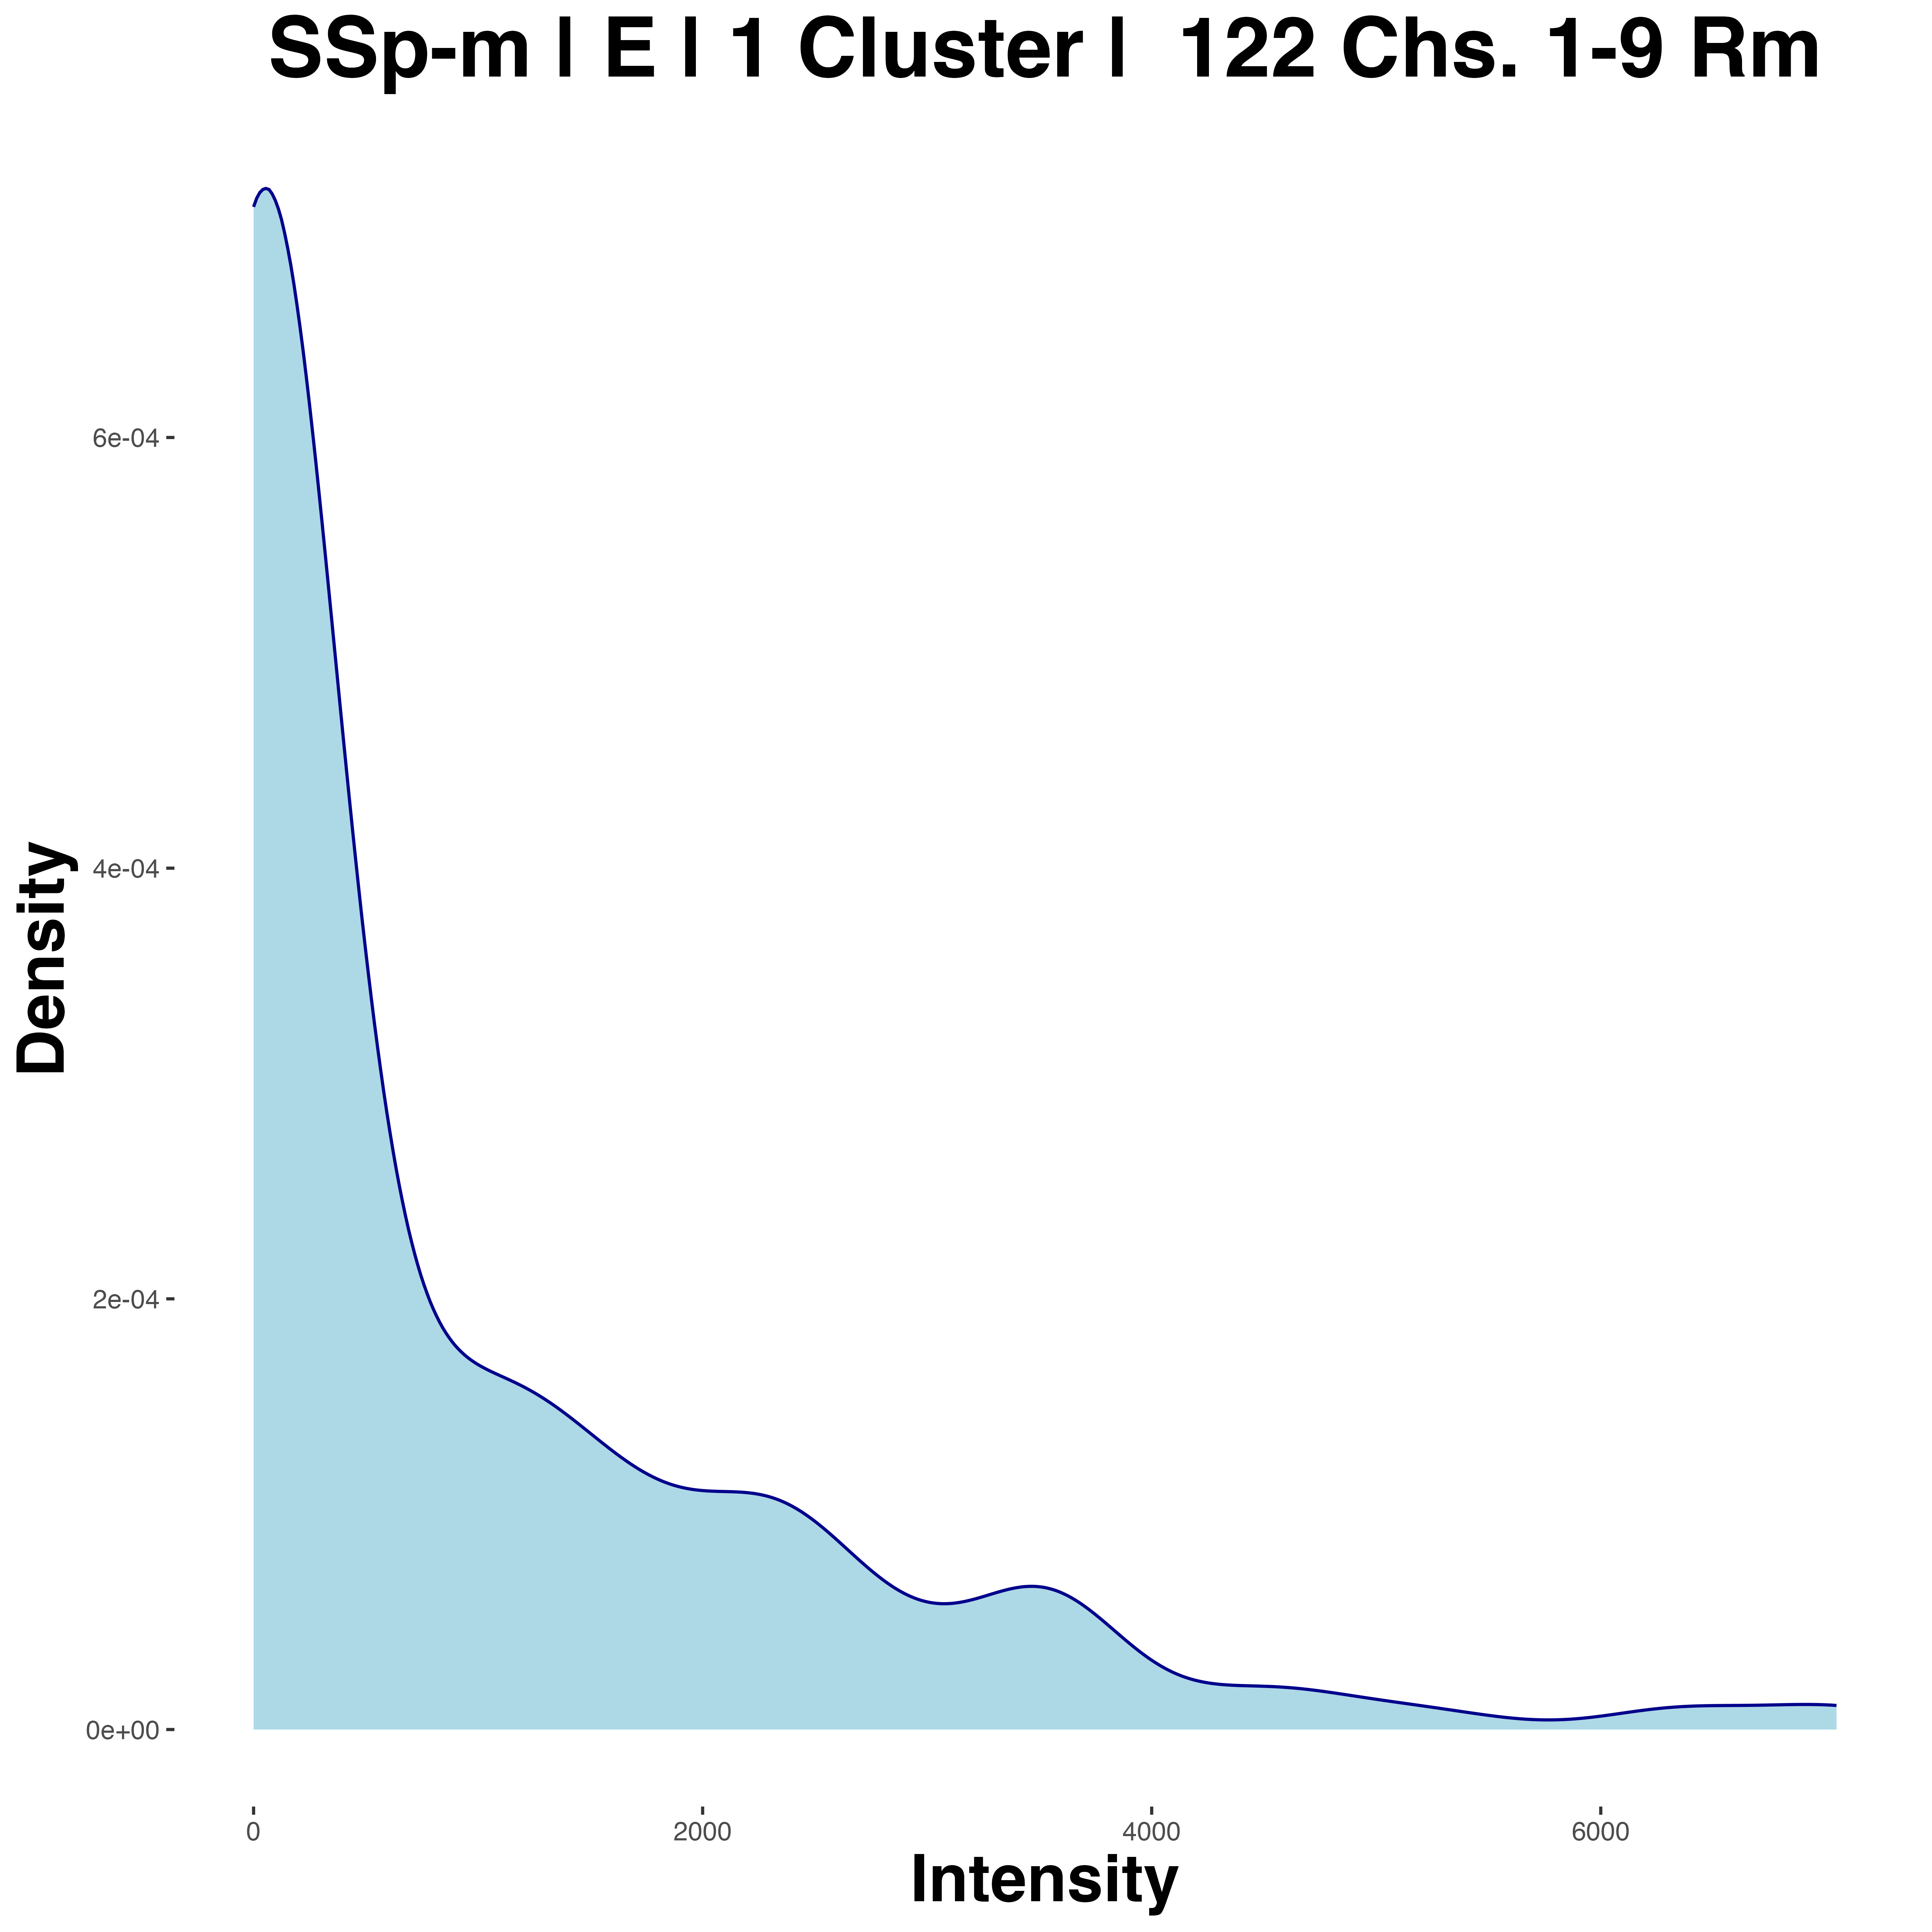 SSp-m | E | 1 Cluster |  122 Chs. 1-9 Rm
6e-04
4e-04
2e-04
0e+00
Density
0 2000 4000 6000
Intensity